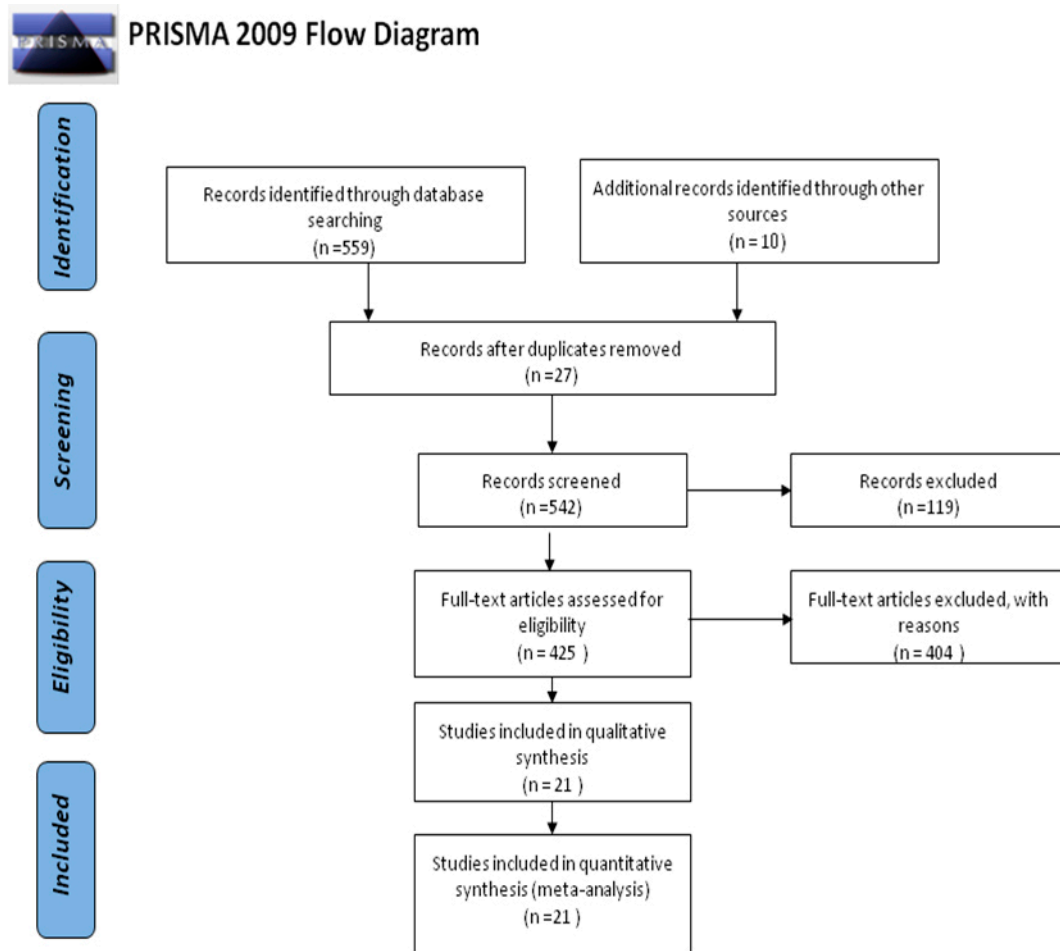 PRISMA
PRISMA 2009 Flow Diagram
Identification
Records identified through database
searching
(n =559)
Additional records identified through other
sources
(n = 10)
Screening
Records after duplicates removed
(n =27)
Records screened
(n =542)
Records excluded
(n =119)
Eligibility
Full-text articles assessed for
eligibility
(n = 425 )
Full-text articles excluded, with
reasons
(n = 404 )
Studies included in qualitative
synthesis
(n = 21 )
Included
Studies included in quantitative
synthesis (meta-analysis)
(n =21 )